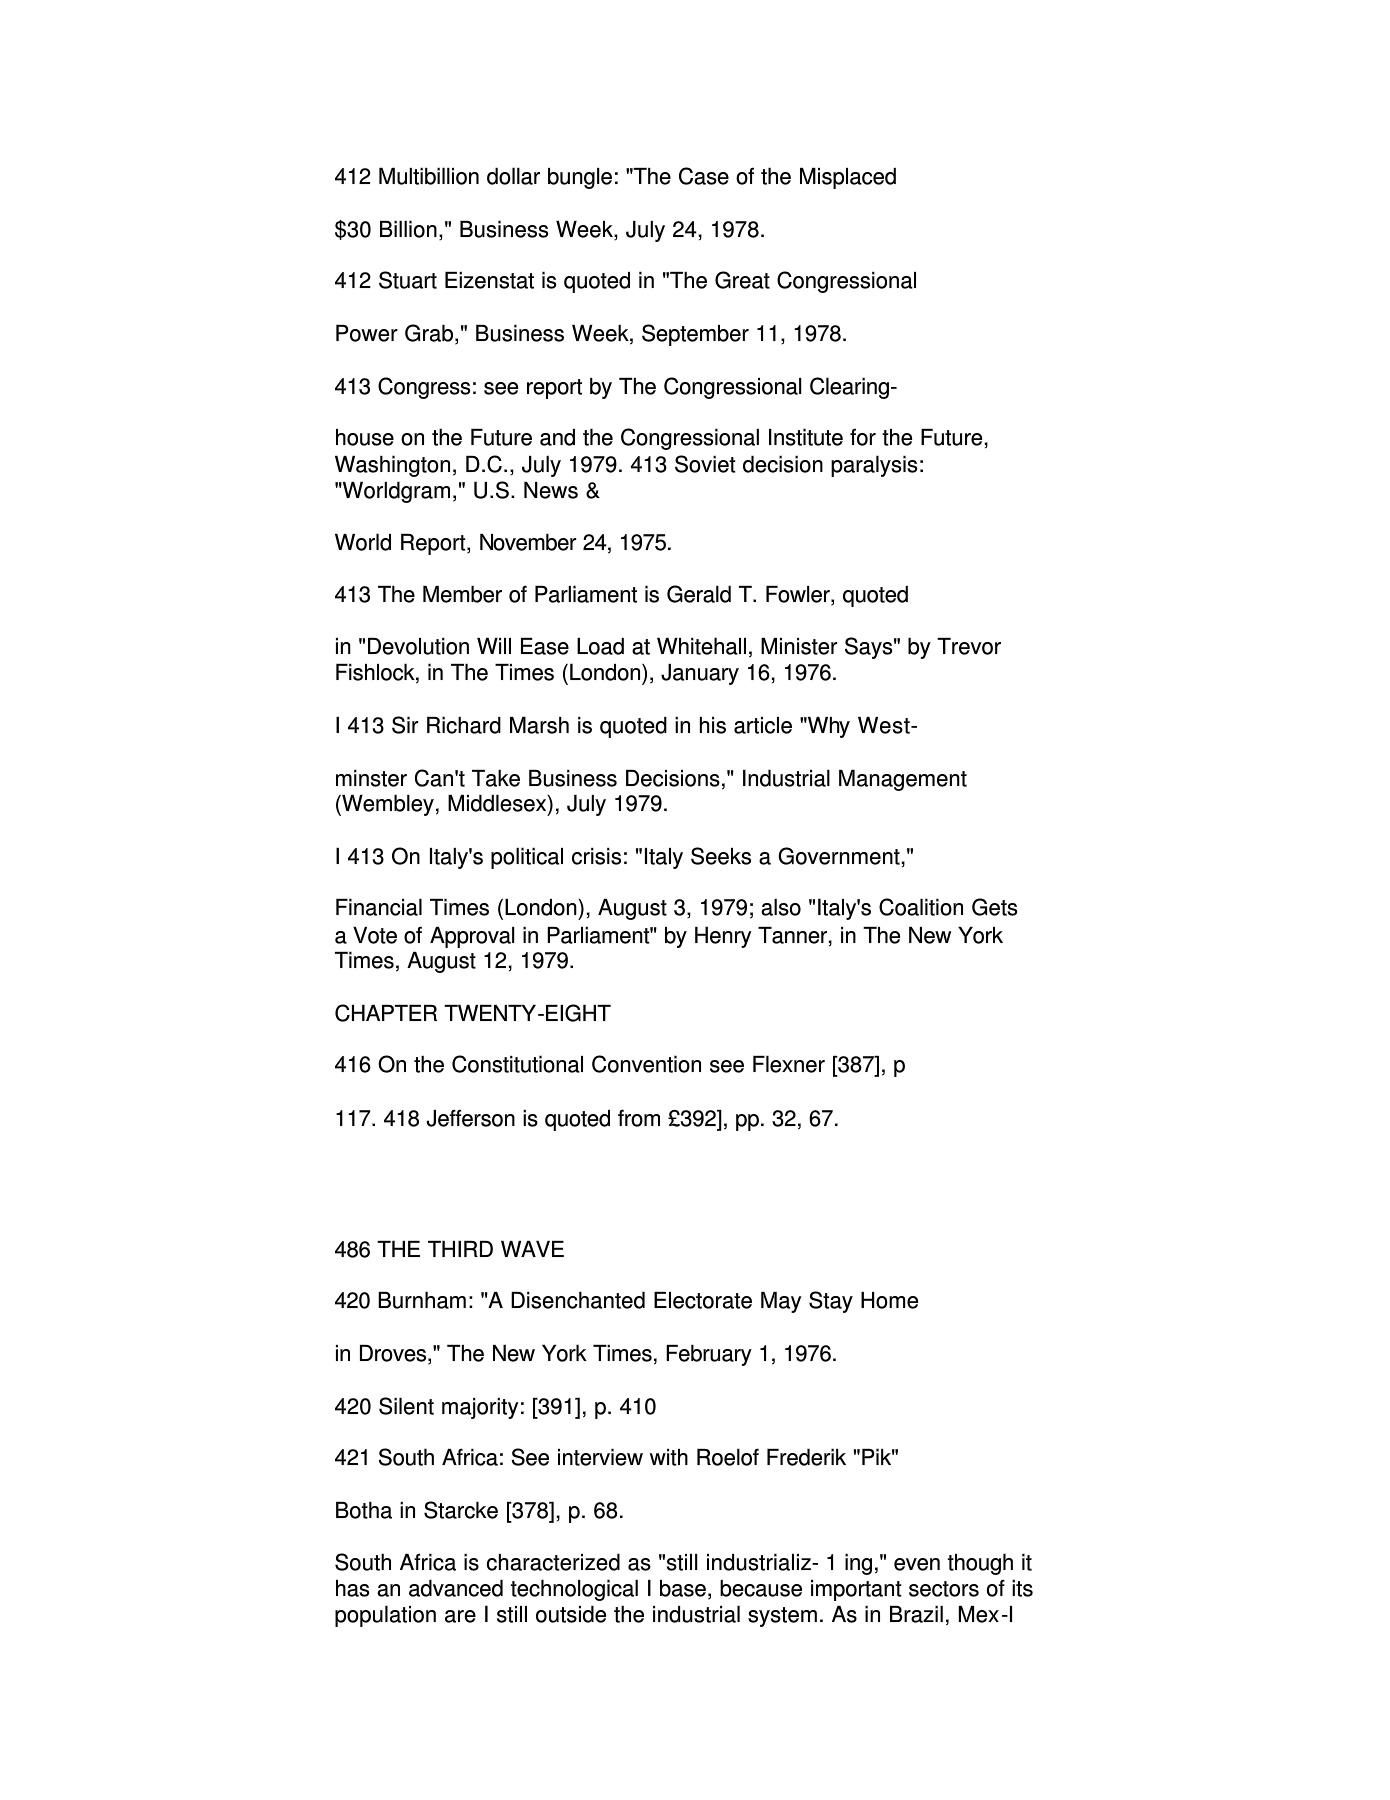 412 Multibillion dollar bungle: "The Case of the Misplaced
$30 Billion," Business Week, July 24, 1978.
412 Stuart Eizenstat is quoted in "The Great Congressional
Power Grab," Business Week, September 11, 1978.
413 Congress: see report by The Congressional Clearing-
house on the Future and the Congressional Institute for the Future,
Washington, D.C., July 1979. 413 Soviet decision paralysis:
"Worldgram," U.S. News &
World Report, November 24, 1975.
413 The Member of Parliament is Gerald T. Fowler, quoted
in "Devolution Will Ease Load at Whitehall, Minister Says" by Trevor
Fishlock, in The Times (London), January 16, 1976.
I 413 Sir Richard Marsh is quoted in his article "Why West-
minster Can't Take Business Decisions," Industrial Management
(Wembley, Middlesex), July 1979.
I 413 On Italy's political crisis: "Italy Seeks a Government,"
Financial Times (London), August 3, 1979; also "Italy's Coalition Gets
a Vote of Approval in Parliament" by Henry Tanner, in The New York
Times, August 12, 1979.
CHAPTER TWENTY-EIGHT
416 On the Constitutional Convention see Flexner [387], p
117. 418 Jefferson is quoted from £392], pp. 32, 67.
486 THE THIRD WAVE
420 Burnham: "A Disenchanted Electorate May Stay Home
in Droves," The New York Times, February 1, 1976.
420 Silent majority: [391], p. 410
421 South Africa: See interview with Roelof Frederik "Pik"
Botha in Starcke [378], p. 68.
South Africa is characterized as "still industrializ- 1 ing," even though it
has an advanced technological I base, because important sectors of its
population are I still outside the industrial system. As in Brazil, Mex-I